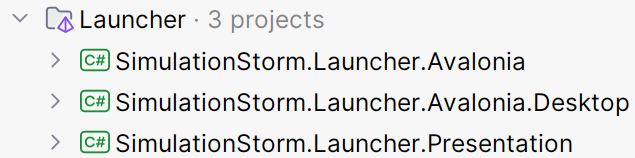 Launcher · 3 projects
C# SimulationStorm.Launcher.Avalonia
C# SimulationStorm.Launcher.Avalonia.Desktop
C# SimulationStorm.Launcher.Presentation